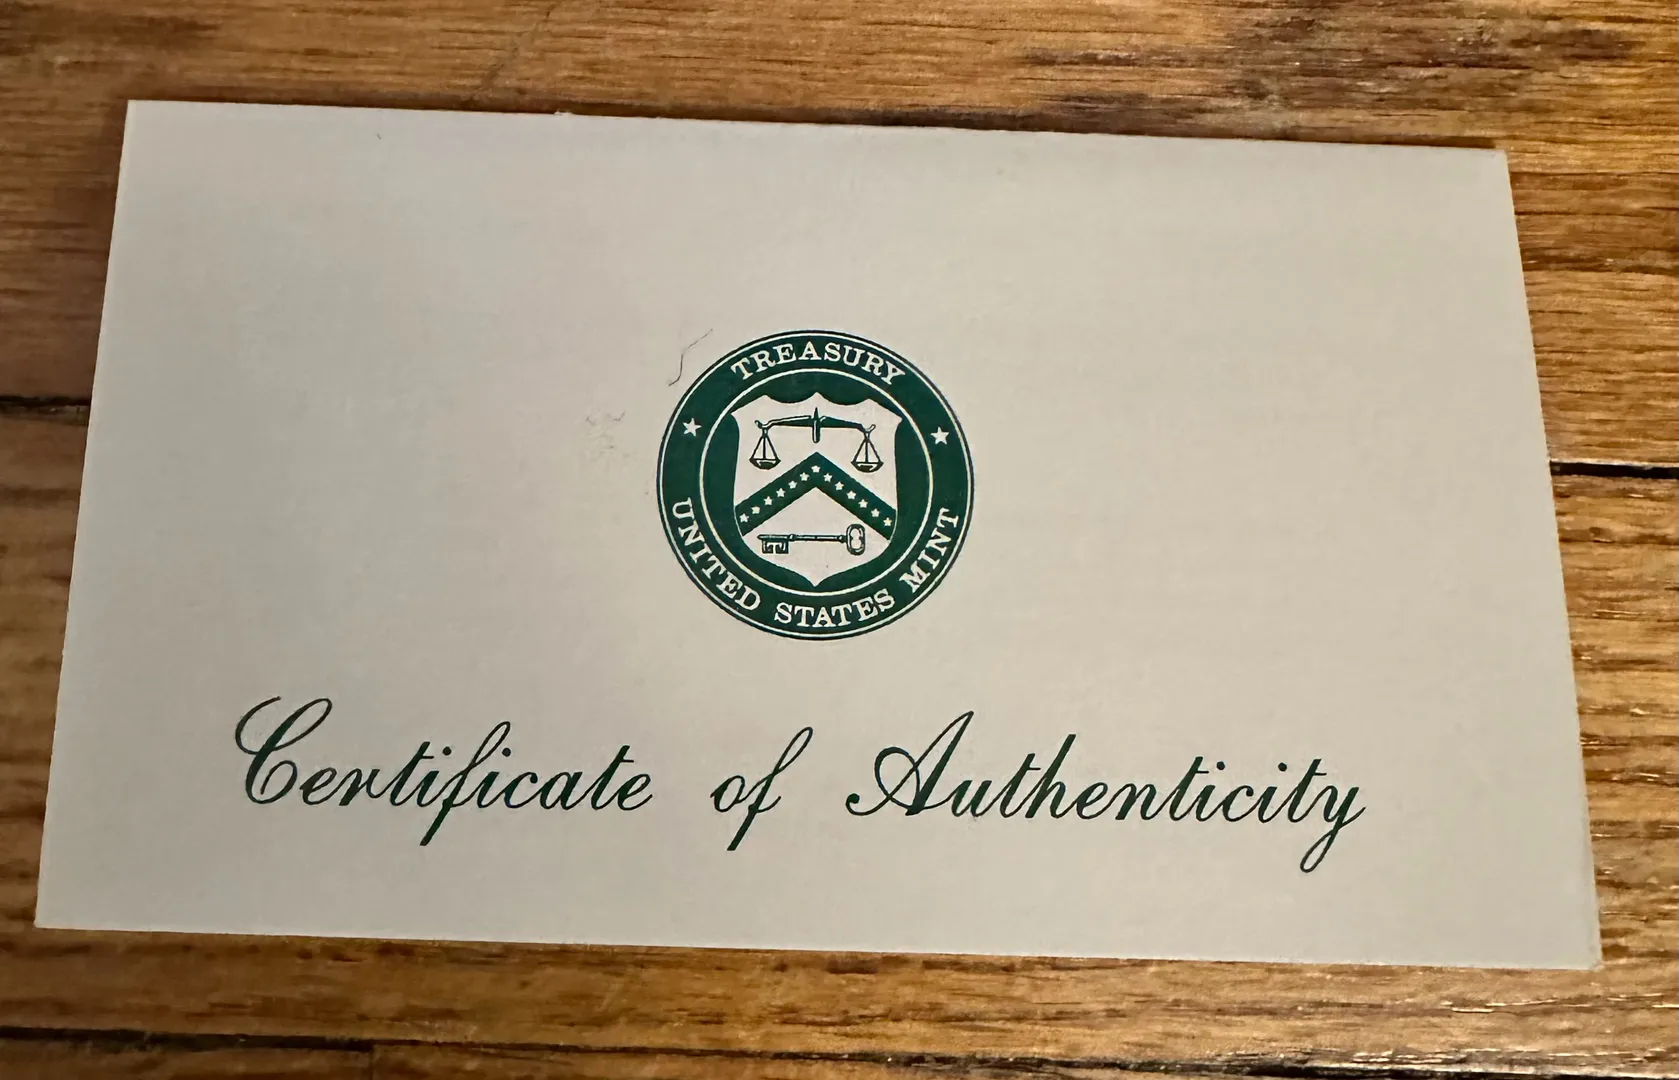 TREASURY
UNITED STATES MINT
Certificate of Authenticity